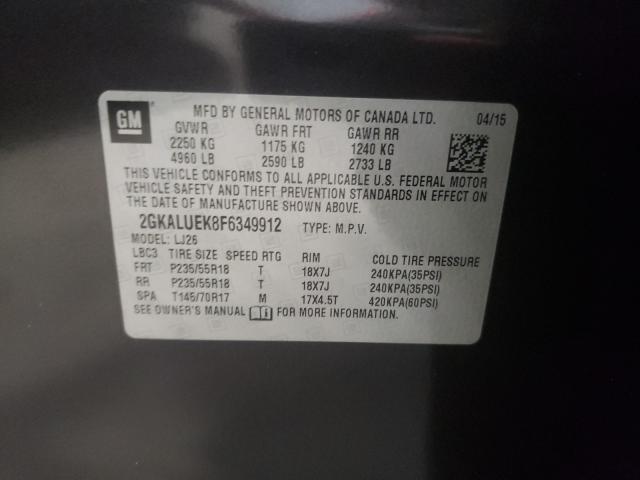 GM
MFD BY GENERAL MOTORS OF CANADA LTD. 04/15
GVWR GAWR FRT GAWR RR
2250 KG 1175 KG 1240 KG
4960 LB 2590 LB 2733 LB
THIS VEHICLE CONFORMS TO ALL APPLICABLE U.S. FEDERAL MOTOR
VEHICLE SAFETY AND THEFT PREVENTION STANDARDS IN EFFECT ON
THE DATE OF MANUFACTURE SHOWN ABOVE.
2GKALUEK8F6349912 TYPE: M.P.V.
MODEL: LJ26
LBC3 TIRE SIZE SPEED RTG RIM COLD TIRE PRESSURE
FRT P235/55R18 T 18X7J 240KPA(35PSI)
RR P235/55R18 T 18X7J 240KPA(35PSI)
SPA T145/70R17 M 17X4.5T 420KPA(60PSI)
SEE OWNER'S MANUAL FOR MORE INFORMATION.